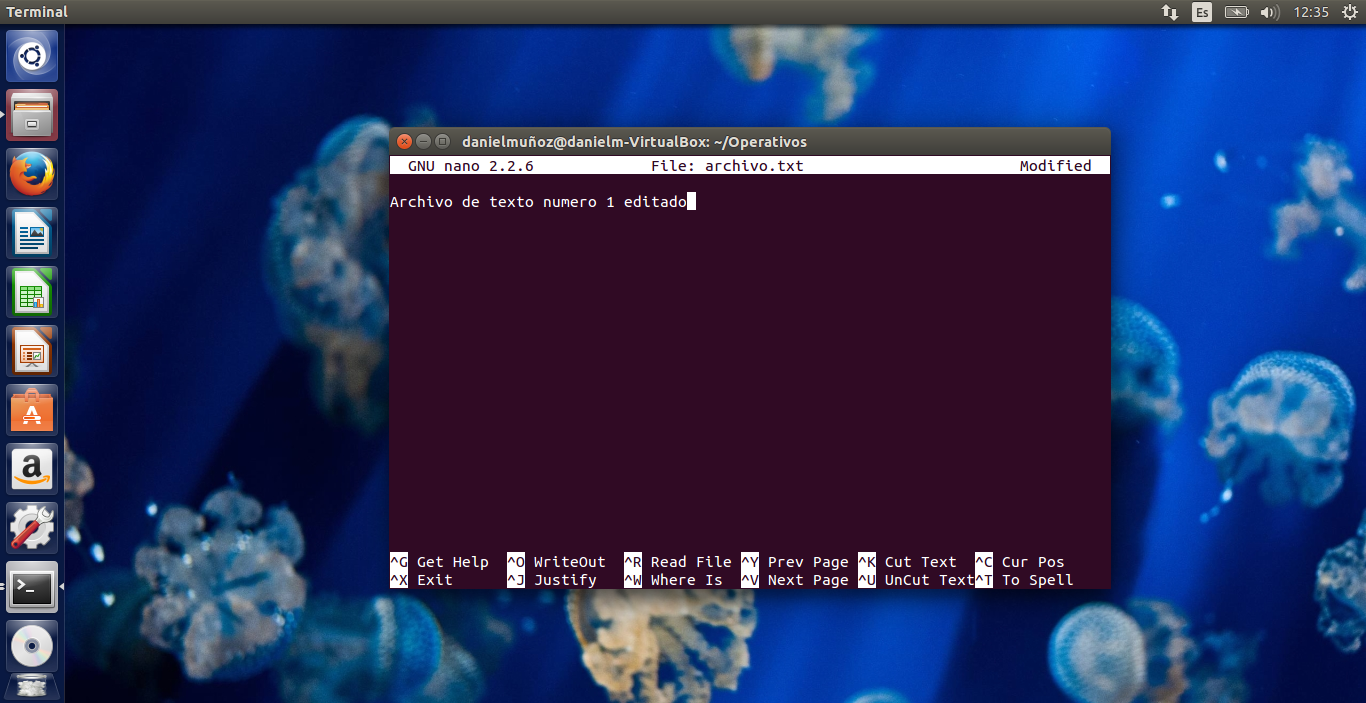 Terminal
Es
12:35
danielmuñoz@danielm-VirtualBox: ~/Operativos
GNU nano 2.2.6 File: archivo.txt Modified
Archivo de texto numero 1 editado
^G Get Help ^O WriteOut ^R Read File ^Y Prev Page ^K Cut Text ^C Cur Pos
^X Exit ^J Justify ^W Where Is ^V Next Page ^U UnCut Text ^T To Spell